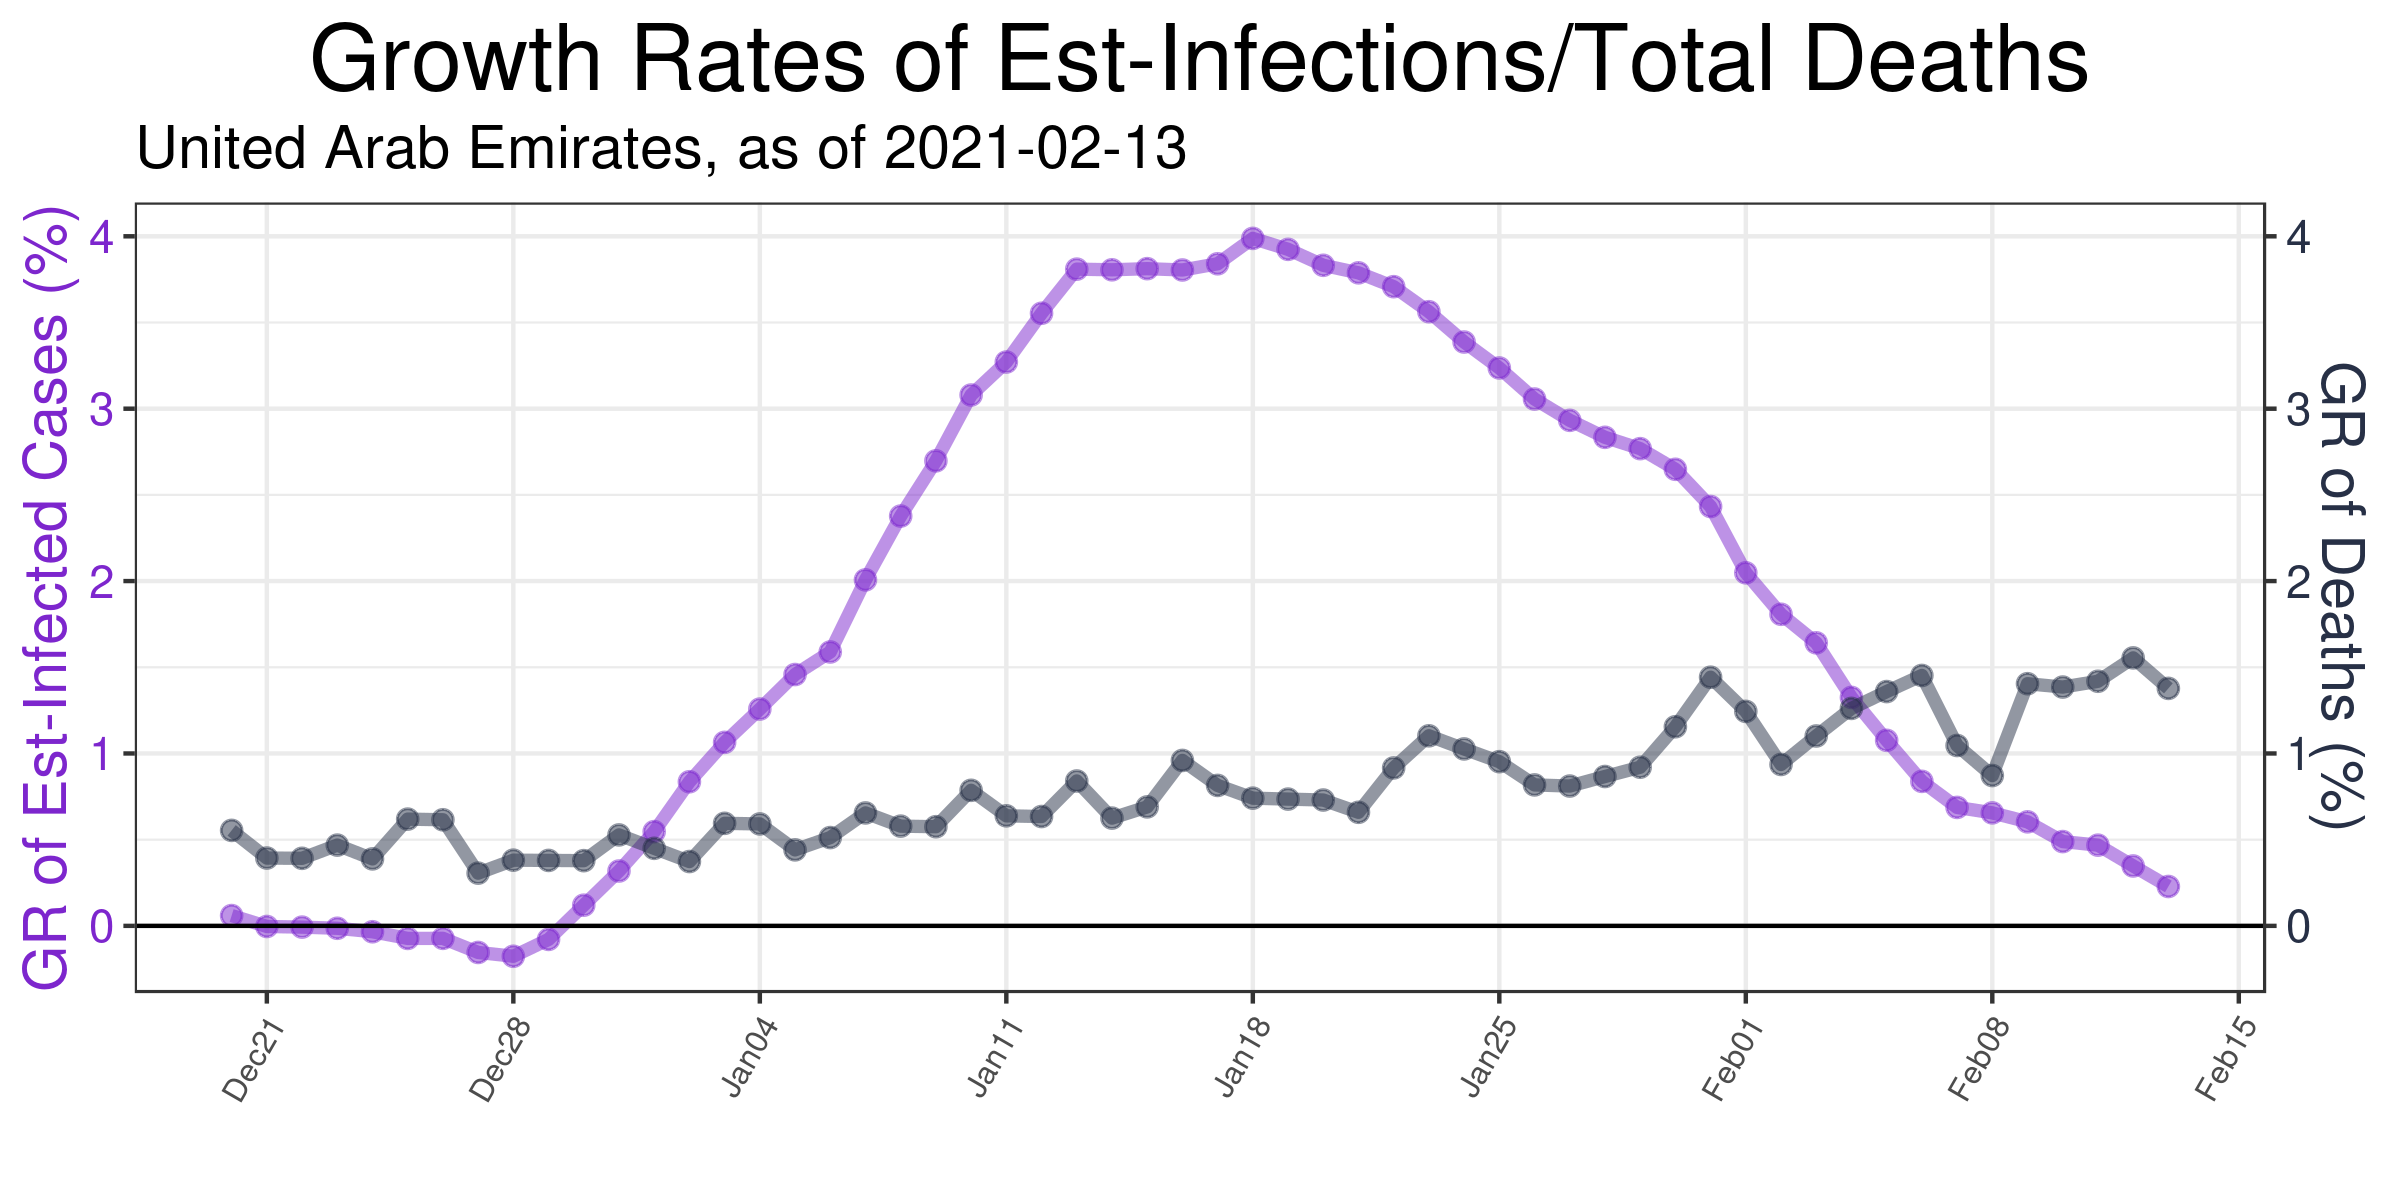 Growth Rates of Est-Infections/Total Deaths
United Arab Emirates, as of 2021-02-13
GR of Est-Infected Cases (%)
4
3
2
1
0
4
3
2
1
0
GR of Deaths (%)
Dec21
Dec28
Jan04
Jan11
Jan18
Jan25
Feb01
Feb08
Feb15